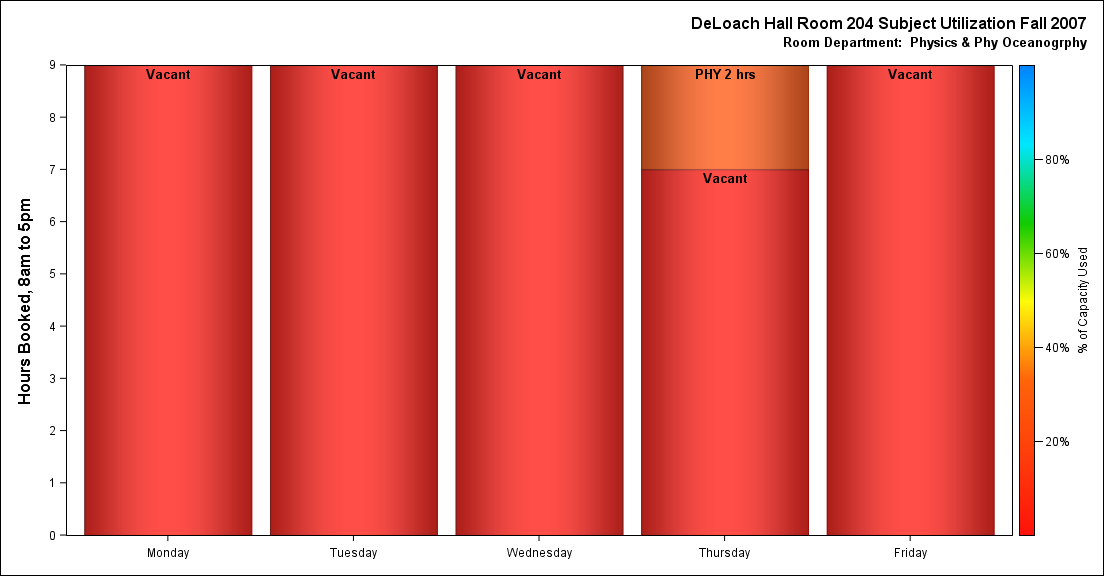 DeLoach Hall Room 204 Subject Utilization Fall 2007
Room Department:  Physics & Phy Oceanogrphy
Hours Booked, 8am to 5pm
9
8
7
6
5
4
3
2
1
0
Vacant
Vacant
Vacant
PHY 2 hrs
Vacant
Vacant
Monday
Tuesday
Wednesday
Thursday
Friday
80%
60%
40%
20%
% of Capacity Used